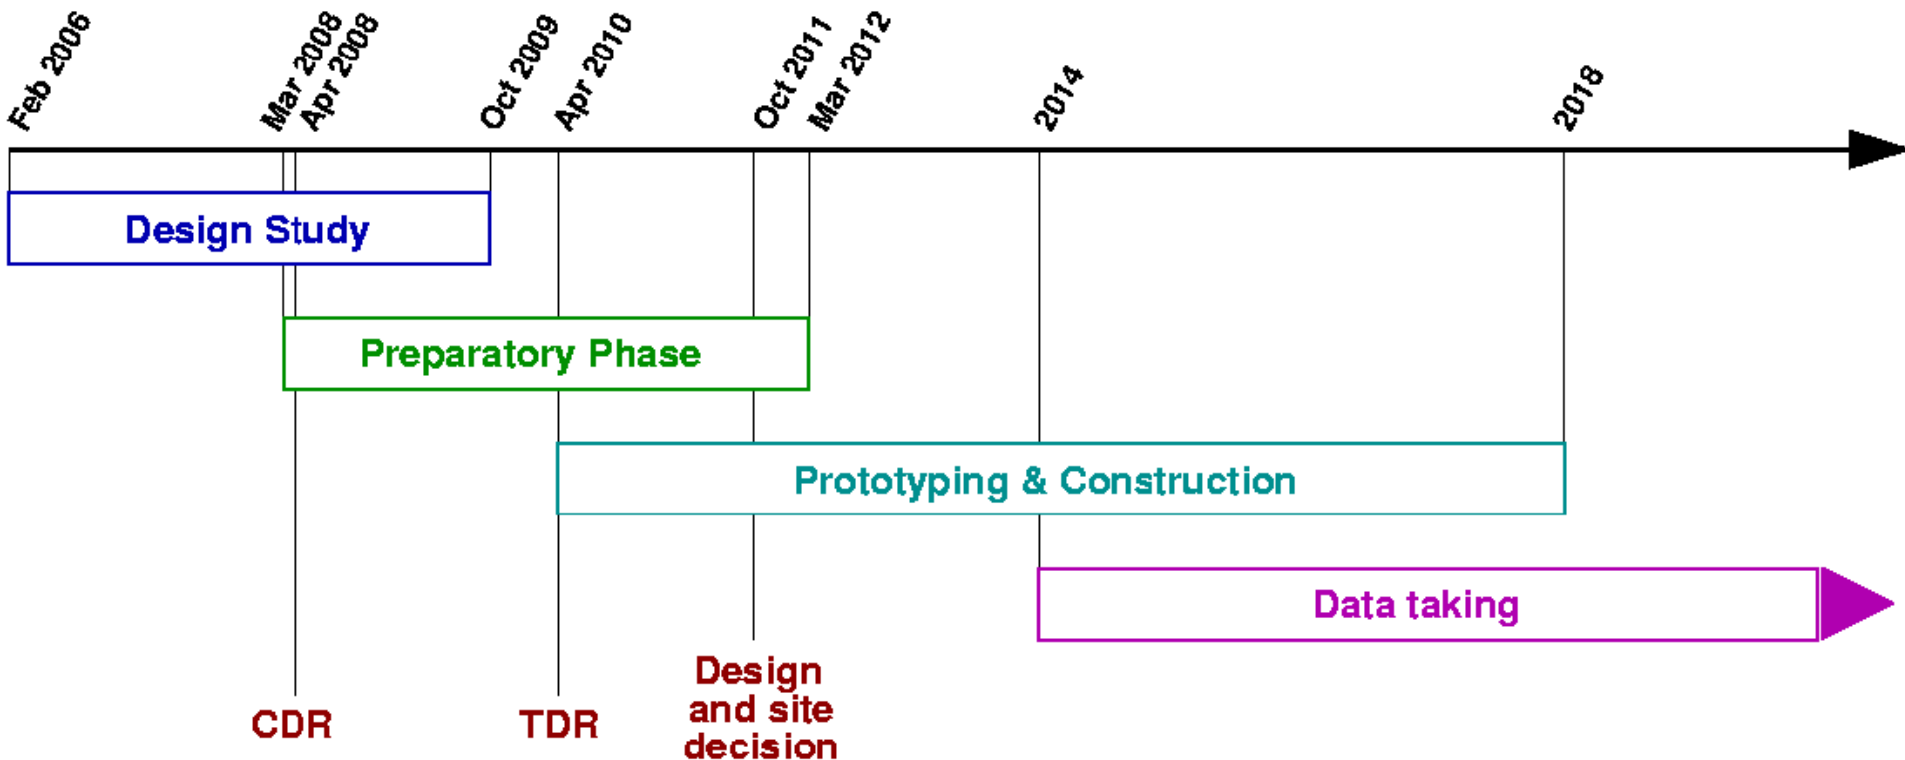 Feb 2006
Mar 2008
Apr 2008
Oct 2009
Apr 2010
Oct 2011
Mar 2012
2014
2018
Design Study
Preparatory Phase
Prototyping & Construction
Data taking
CDR
TDR
Design
and site
decision